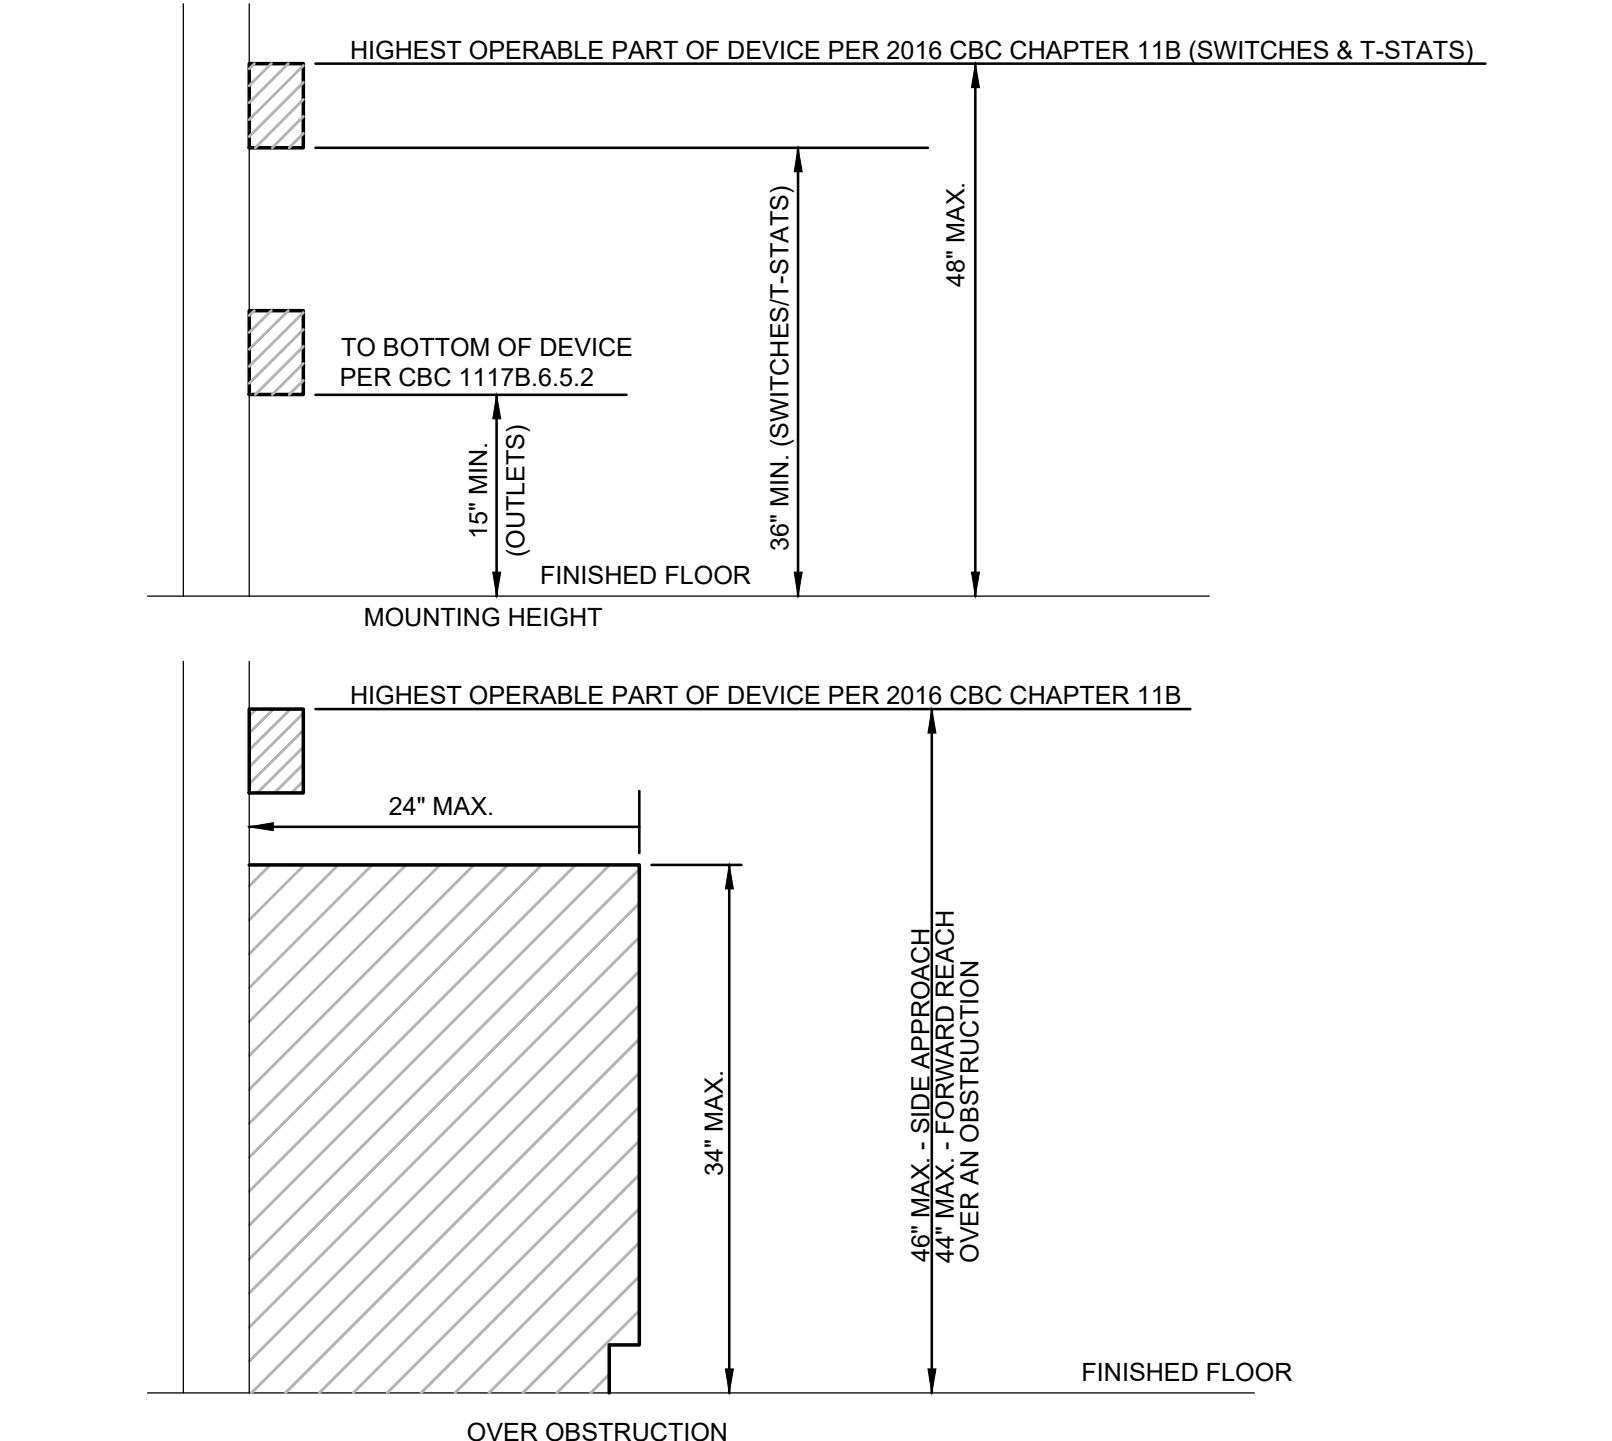 HIGHEST OPERABLE PART OF DEVICE PER 2016 CBC CHAPTER 11B (SWITCHES & T-STATS)
48" MAX.
36" MIN. (SWITCHES/T-STATS)
TO BOTTOM OF DEVICE
PER CBC 1117B.6.5.2
15" MIN.
(OUTLETS)
FINISHED FLOOR
MOUNTING HEIGHT
HIGHEST OPERABLE PART OF DEVICE PER 2016 CBC CHAPTER 11B
24" MAX.
34" MAX.
46" MAX. - SIDE APPROACH
44" MAX. - FORWARD REACH
OVER AN OBSTRUCTION
FINISHED FLOOR
OVER OBSTRUCTION